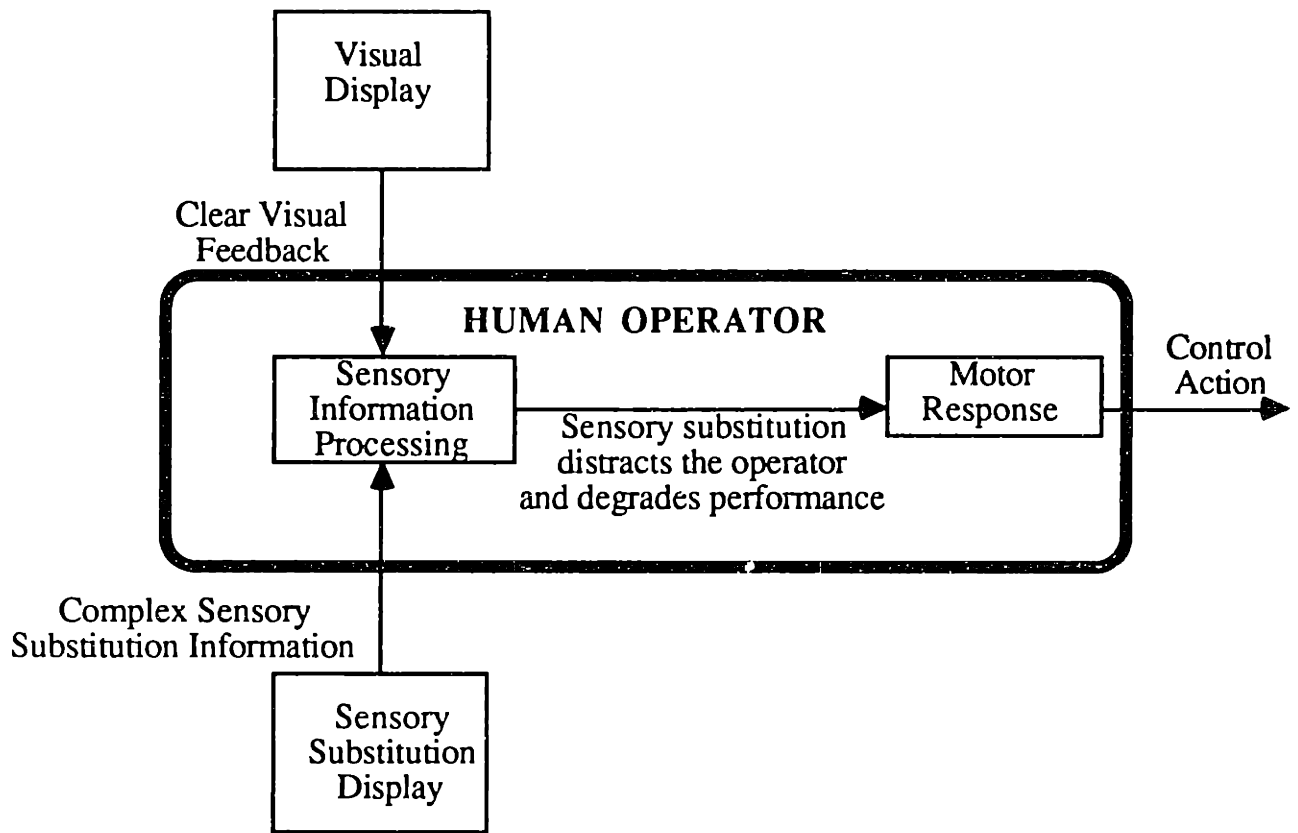 Visual
Display
Clear Visual
Feedback
HUMAN OPERATOR
Sensory
Information
Processing
Motor
Response
Control
Action
Sensory substitution
distracts the operator
and degrades performance
Complex Sensory
Substitution Information
Sensory
Substitution
Display